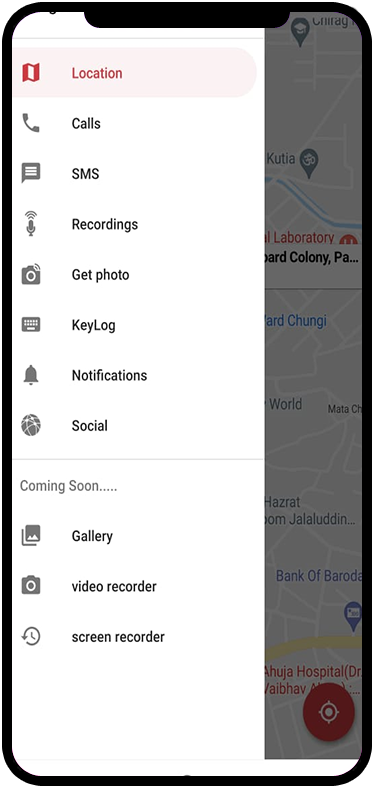 Location
Calls
SMS
Recordings
Get photo
KeyLog
Notifications
Social
Coming Soon.....
Gallery
video recorder
screen recorder
Chirag
Kutia
al Laboratory
oard Colony, Pa...
Vard Chungi
World
Mata Ch
Hazrat
oom Jalaluddin...
Bank Of Baroda
Ahuja Hospital(Dr
Vaibhav